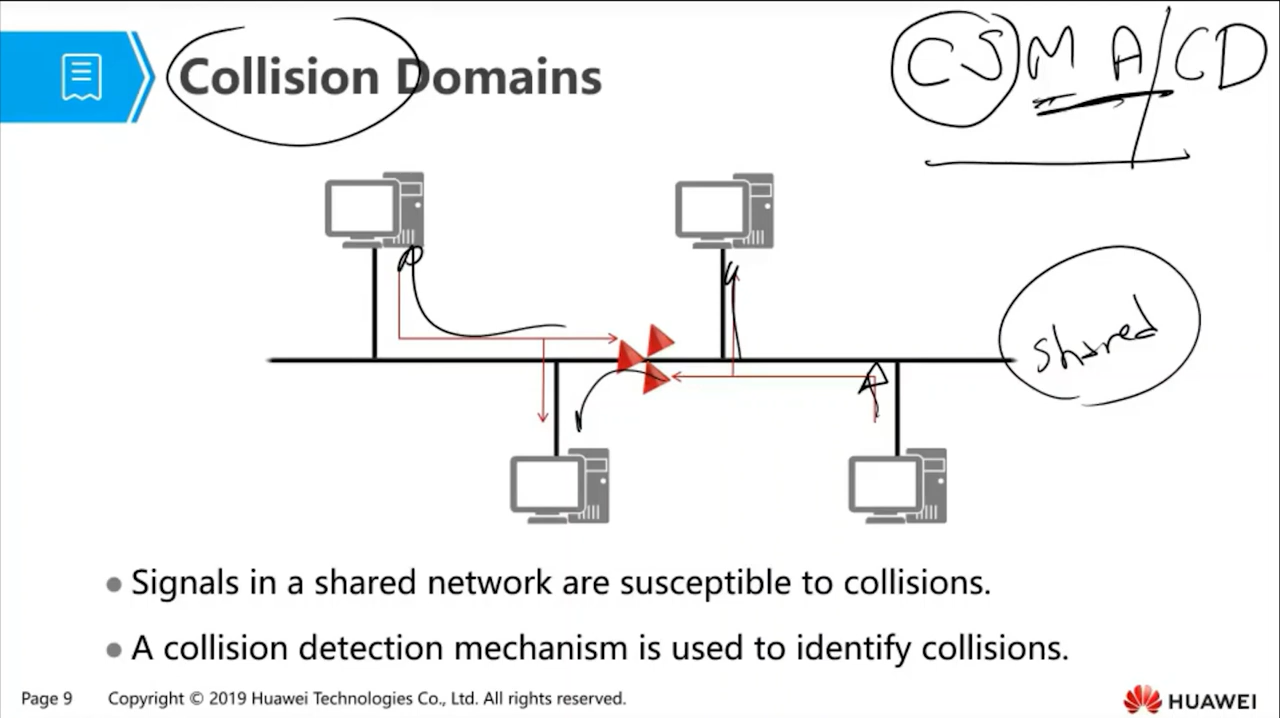 Collision Domains
CSMA/CD
shared
● Signals in a shared network are susceptible to collisions.
● A collision detection mechanism is used to identify collisions.
Page 9 Copyright © 2019 Huawei Technologies Co., Ltd. All rights reserved.
HUAWEI